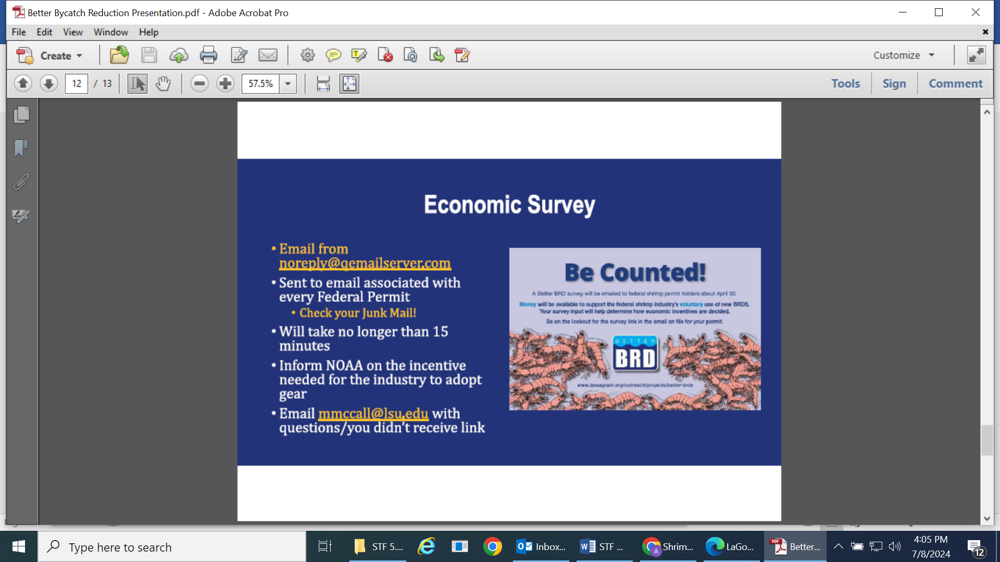 Better Bycatch Reduction Presentation.pdf - Adobe Acrobat Pro
File Edit View Window Help
Create
Customize
12 / 13
57.5%
Tools Sign Comment
Economic Survey
• Email from
noreply@qemailserver.com
• Sent to email associated with
every Federal Permit
• Check your Junk Mail!
• Will take no longer than 15
minutes
• Inform NOAA on the incentive
needed for the industry to adopt
gear
• Email mmccall@lsu.edu with
questions/you didn't receive link
Be Counted!
A Better BRD survey will be emailed to federal shrimp permit holders about April 30.
Money will be available to support the federal shrimp industry's voluntary use of new BRDS.
Your survey input will help determine how economic incentives are decided.
Be on the lookout for the survey link in the email on file for your permit.
BETTER
BRD
www.laseagrant.org/outreach/projects/better-brds
Type here to search
STF 5....
Inbox...
STF ...
Shrim...
LaGo...
Better...
4:05 PM
7/8/2024
12